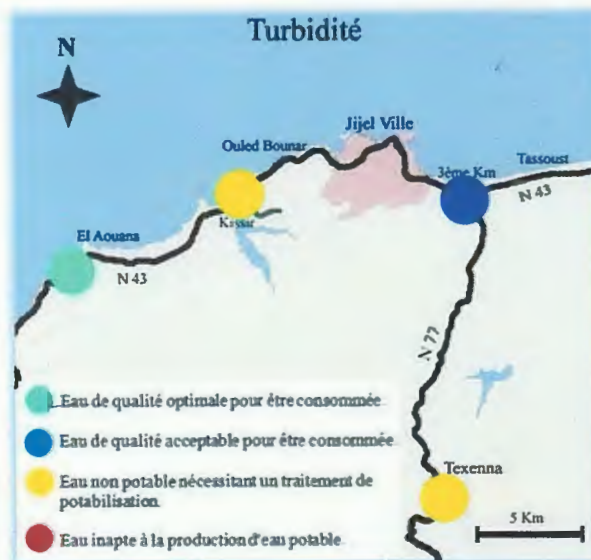 Turbidité
N
Jijel Ville
Ouled Bounar
3ème Km
Tassoust
N 43
Kissir
El Aouana
N 43
N 77
Eau de qualité optimale pour être consommée
Eau de qualité acceptable pour être consommée
Eau non potable nécessitant un traitement de
potabilisation.
Texenna
Eau inapte à la production d'eau potable
5 Km